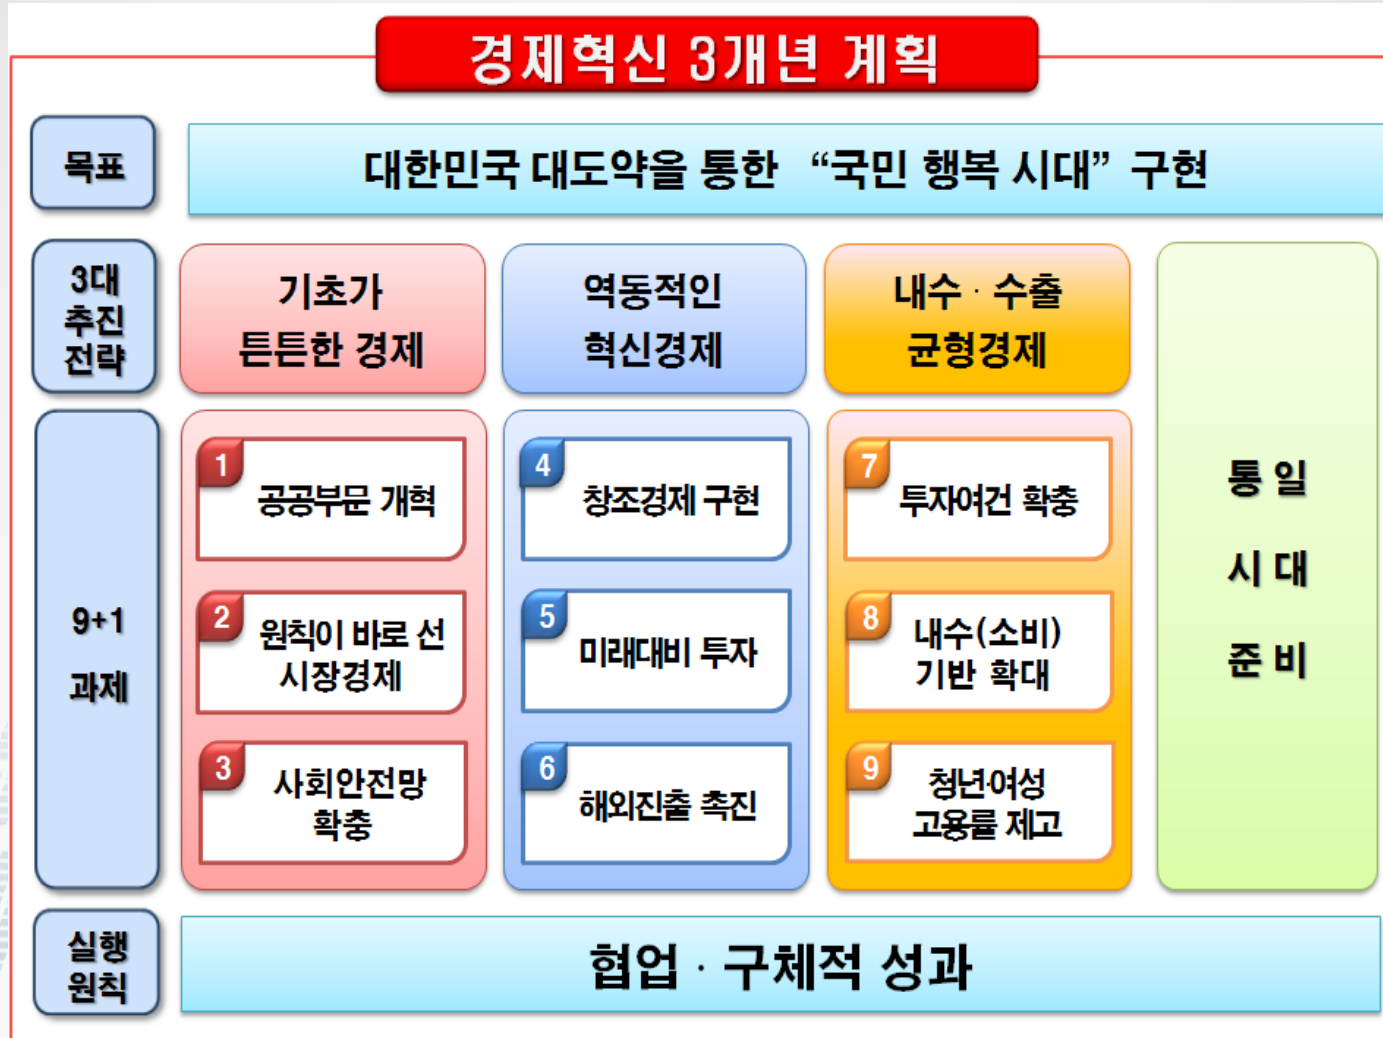 경제혁신 3개년 계획
목표
대한민국 대도약을 통한 “국민 행복 시대” 구현
3대
추진
전략
기초가
튼튼한 경제
역동적인
혁신경제
내수 · 수출
균형경제
9+1
과제
1
공공부문 개혁
2
원칙이 바로 선
시장경제
3
사회안전망
확충
4
창조경제 구현
5
미래대비 투자
6
해외진출 촉진
7
투자여건 확충
8
내수(소비)
기반 확대
9
청년·여성
고용률 제고
통일
시대
준비
실행
원칙
협업 · 구체적 성과